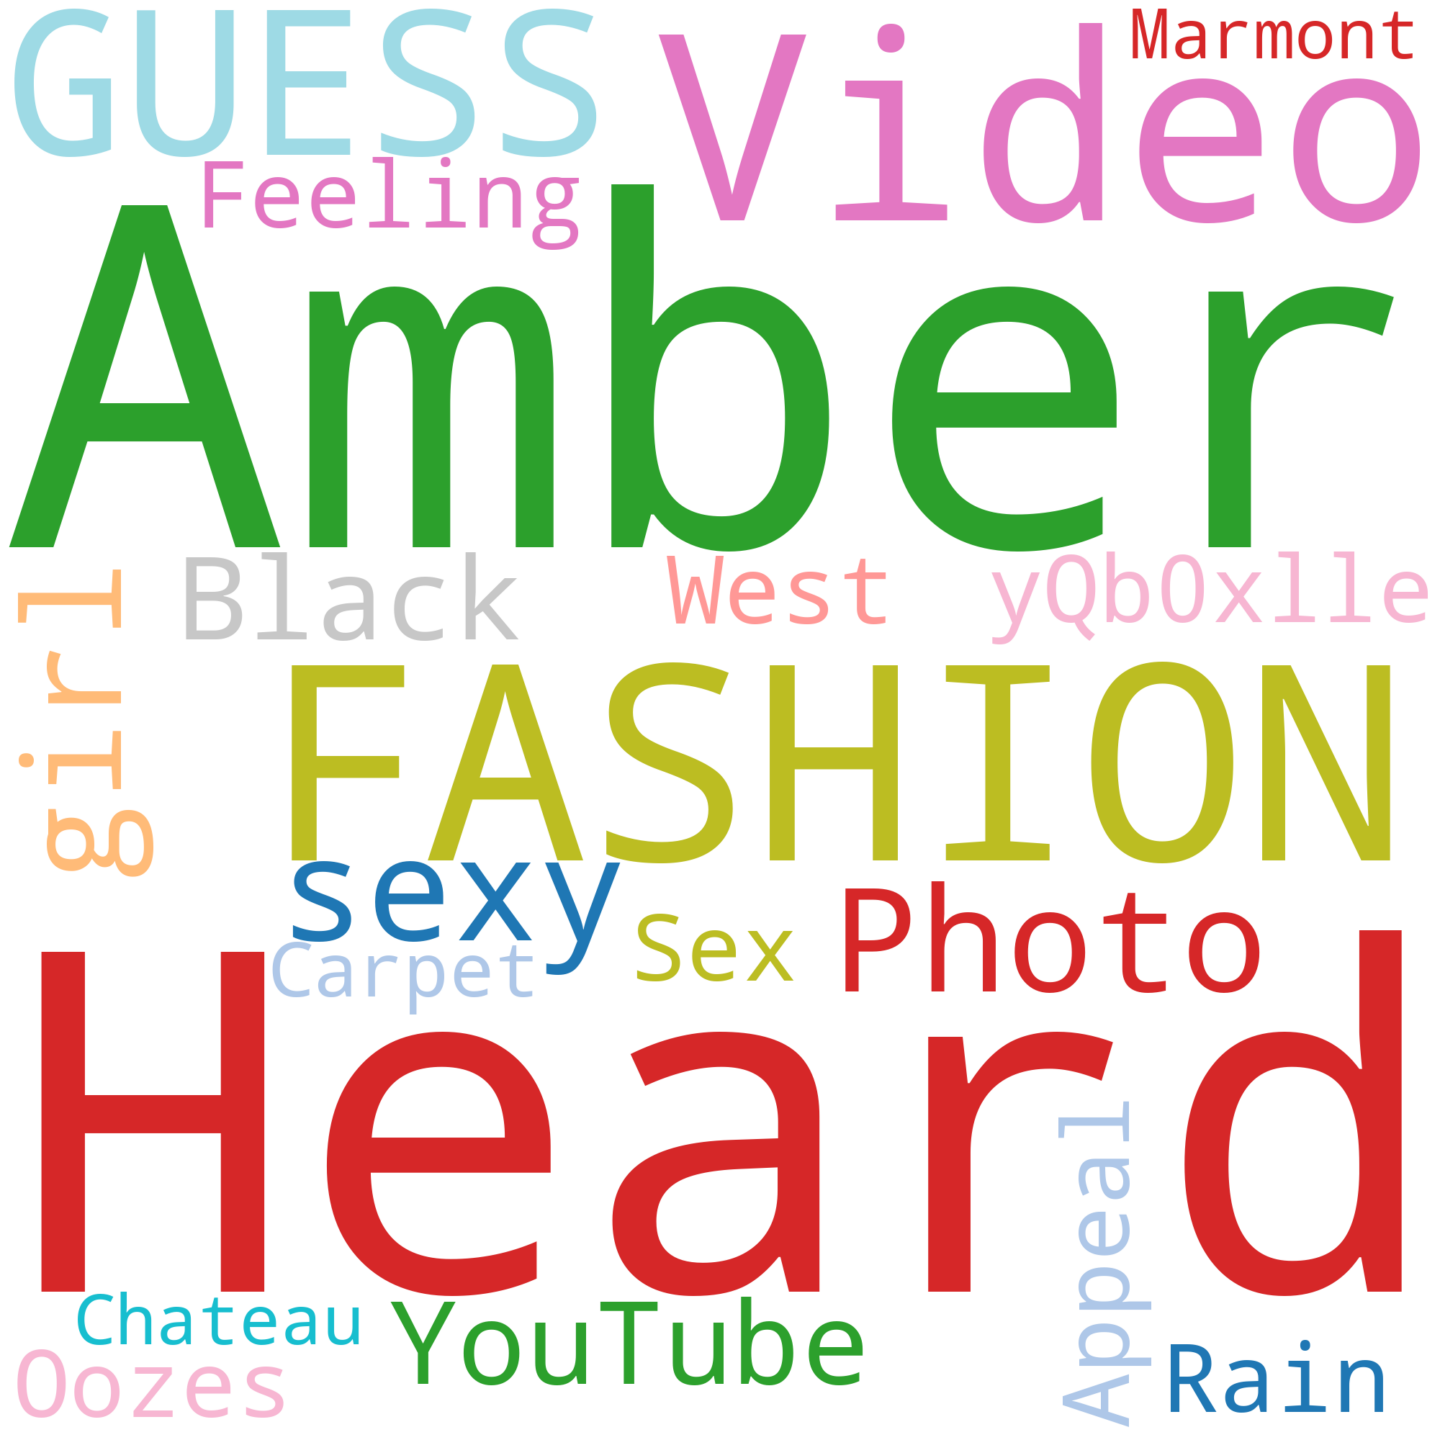 GUESS
Video
Marmont
Feeling
Amber
girl
Black
West
yQbOxlle
FASHION
sexy
Sex
Photo
Carpet
Heard
Appeal
Chateau
YouTube
Oozes
Rain